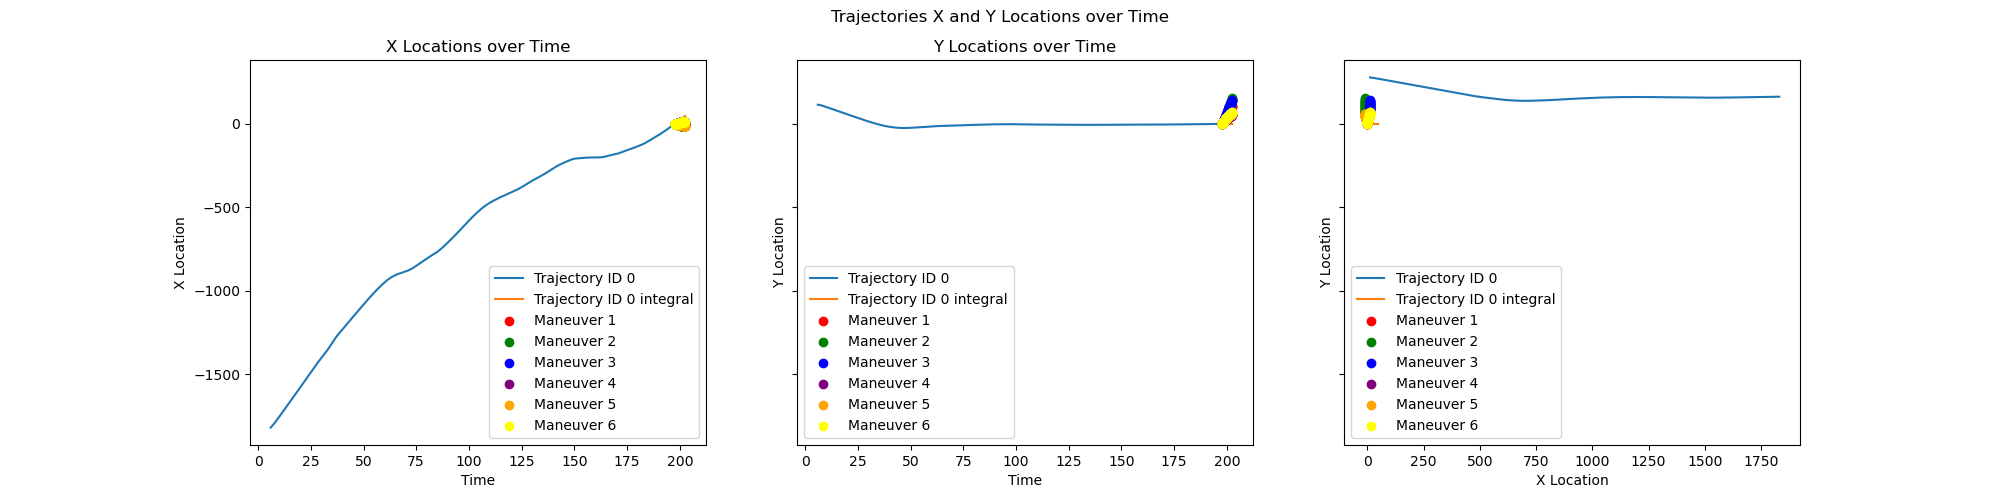 Trajectories X and Y Locations over Time
X Locations over Time
X Location
0
−500
−1000
−1500
0
25
50
75
100
125
150
175
200
Time
Trajectory ID 0
Trajectory ID 0 integral
Maneuver 1
Maneuver 2
Maneuver 3
Maneuver 4
Maneuver 5
Maneuver 6
Y Locations over Time
Y Location
0
25
50
75
100
125
150
175
200
Time
Trajectory ID 0
Trajectory ID 0 integral
Maneuver 1
Maneuver 2
Maneuver 3
Maneuver 4
Maneuver 5
Maneuver 6
Y Location
0
250
500
750
1000
1250
1500
1750
X Location
Trajectory ID 0
Trajectory ID 0 integral
Maneuver 1
Maneuver 2
Maneuver 3
Maneuver 4
Maneuver 5
Maneuver 6